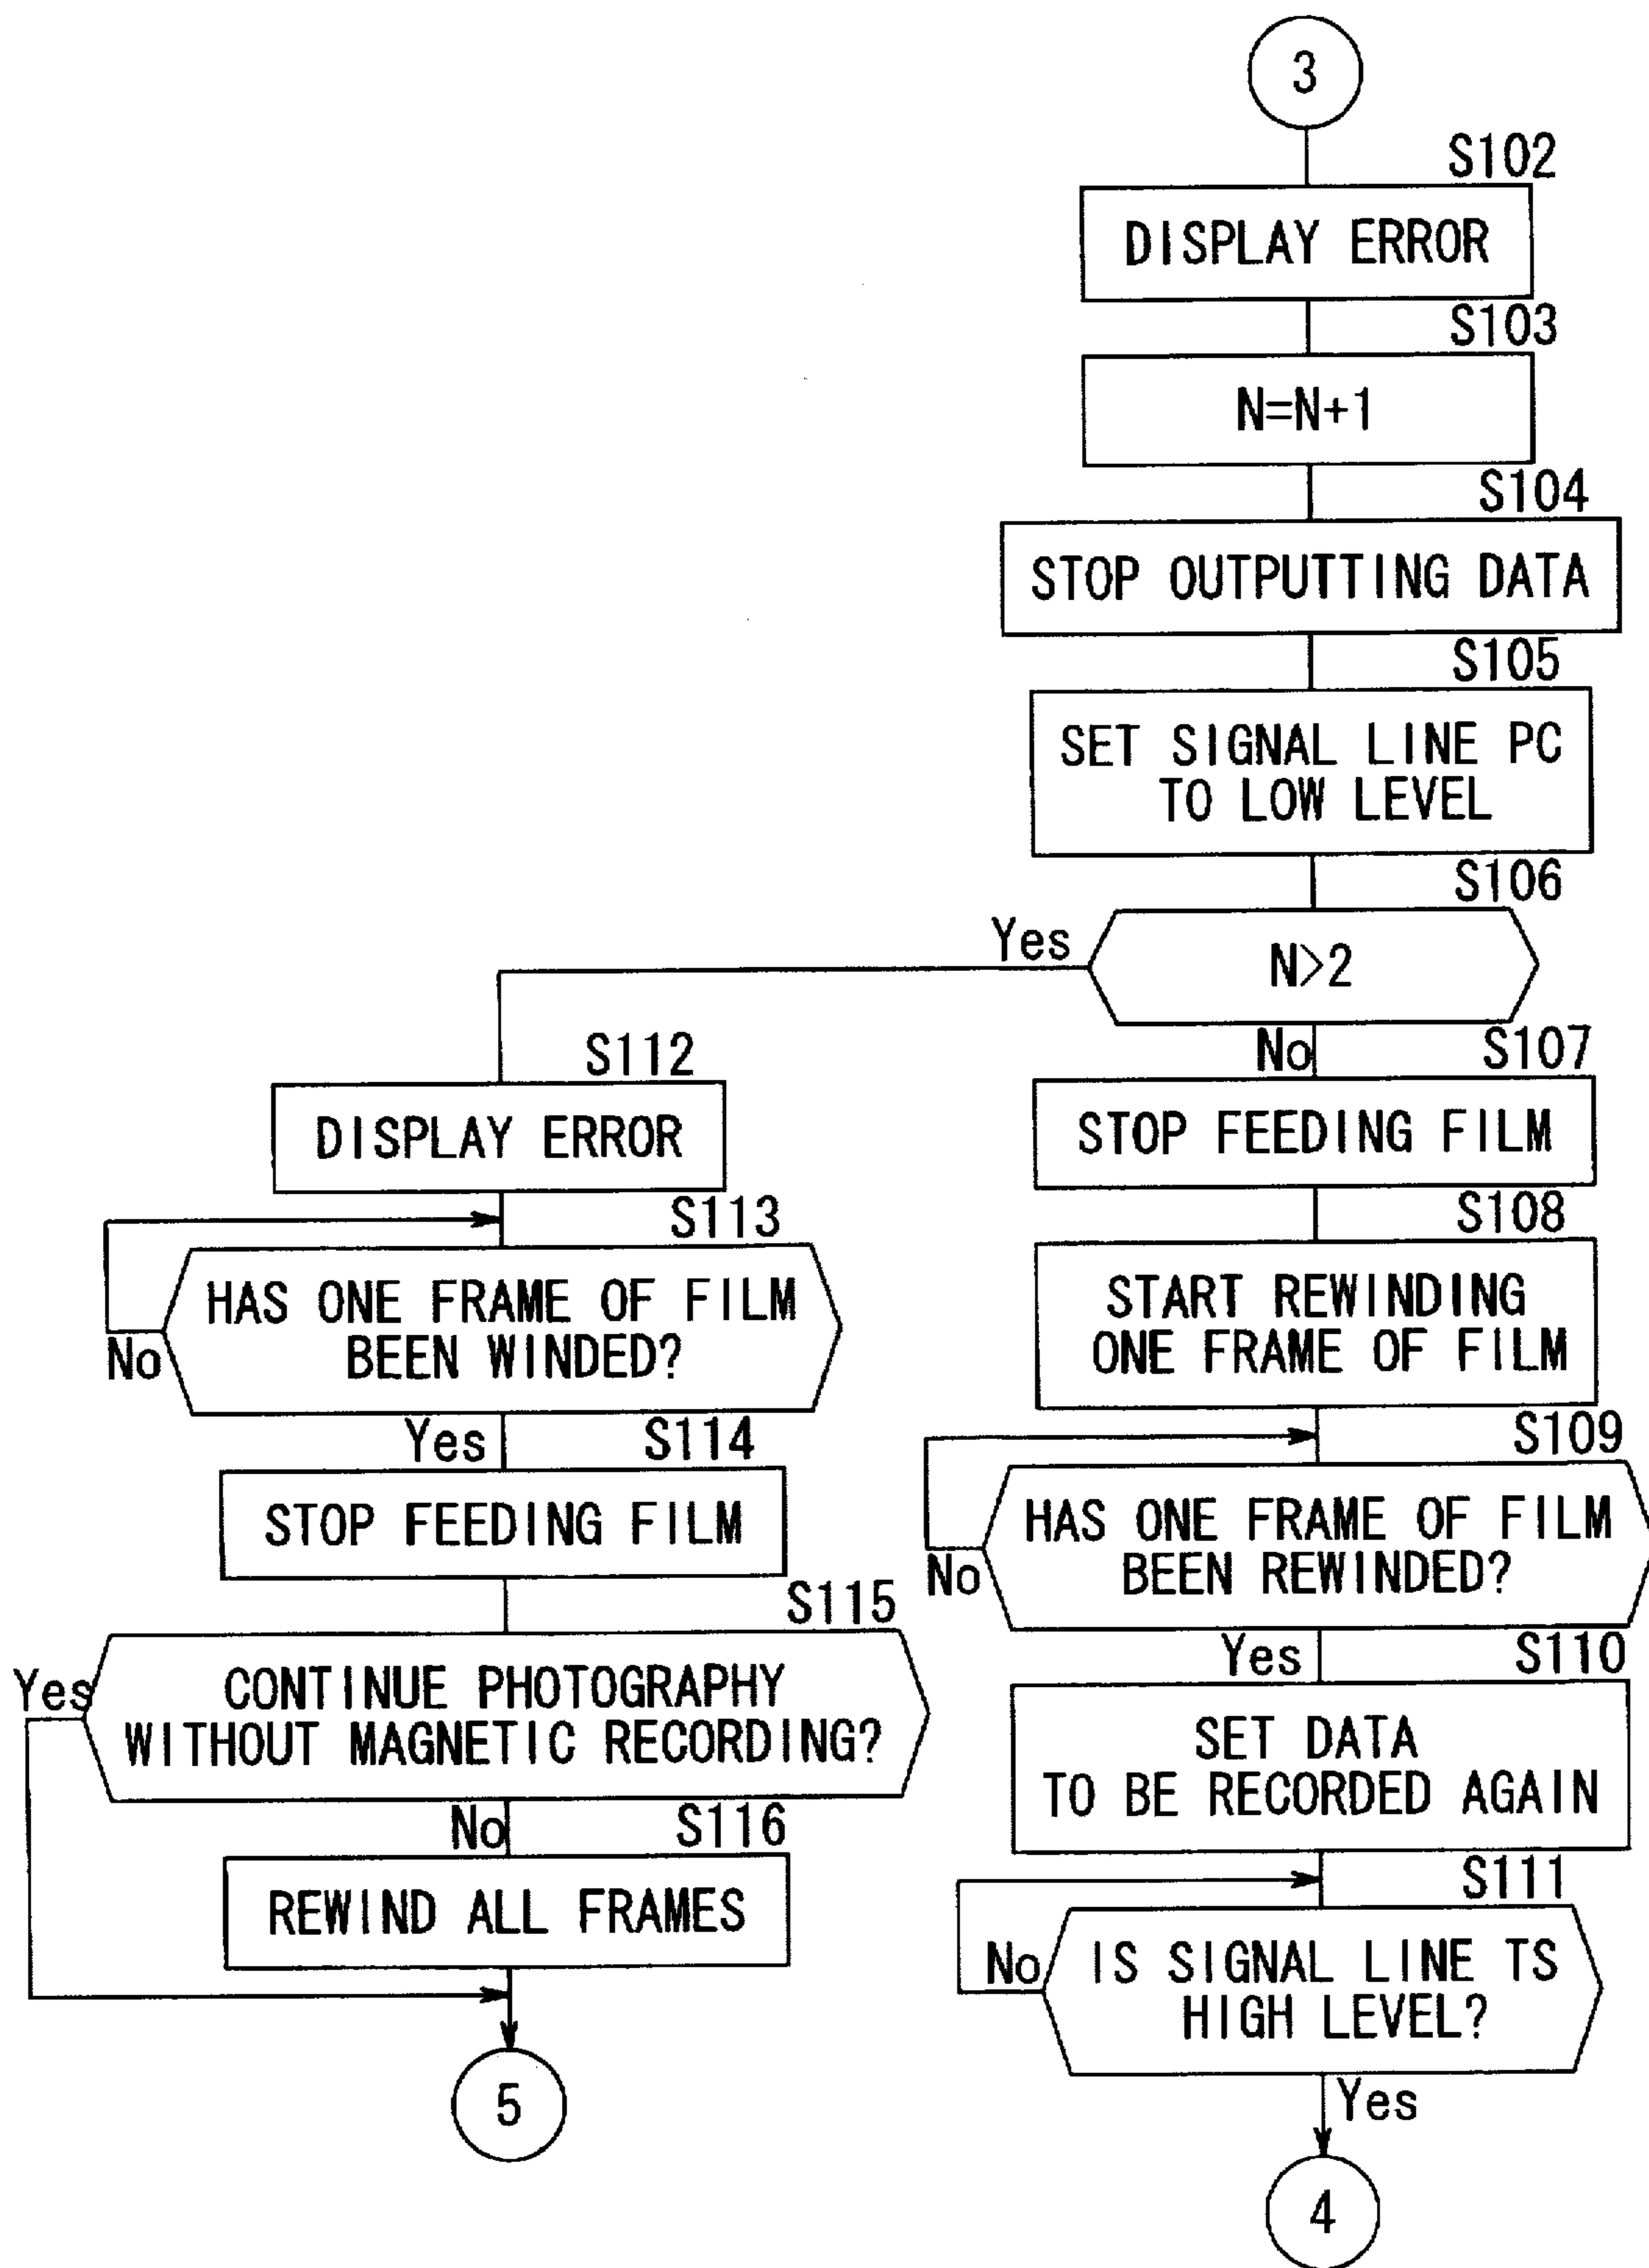 3
S102
DISPLAY ERROR
S103
N=N+1
S104
STOP OUTPUTTING DATA
S105
SET SIGNAL LINE PC
TO LOW LEVEL
S106
Yes
N>2
No
S107
STOP FEEDING FILM
S108
START REWINDING
ONE FRAME OF FILM
S109
HAS ONE FRAME OF FILM
BEEN REWINDED?
No
Yes
S110
SET DATA
TO BE RECORDED AGAIN
S111
No
IS SIGNAL LINE TS
HIGH LEVEL?
Yes
4
S112
DISPLAY ERROR
S113
HAS ONE FRAME OF FILM
BEEN WINDED?
No
Yes
S114
STOP FEEDING FILM
S115
Yes
CONTINUE PHOTOGRAPHY
WITHOUT MAGNETIC RECORDING?
No
S116
REWIND ALL FRAMES
5